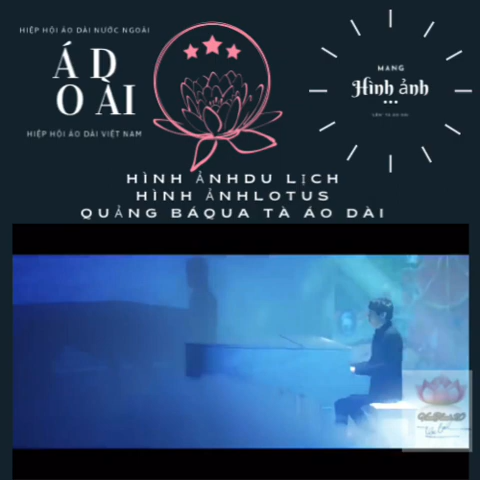 HIỆP HỘI ÁO DÀI NƯỚC NGOÀI
Á D
O ÀI
HIỆP HỘI ÁO DÀI VIỆT NAM
MANG
Hình ảnh
HÌNH ẢNHDU LỊCH
HÌNH ẢNHLOTUS
QUẢNG BÁQUA TÀ ÁO DÀI